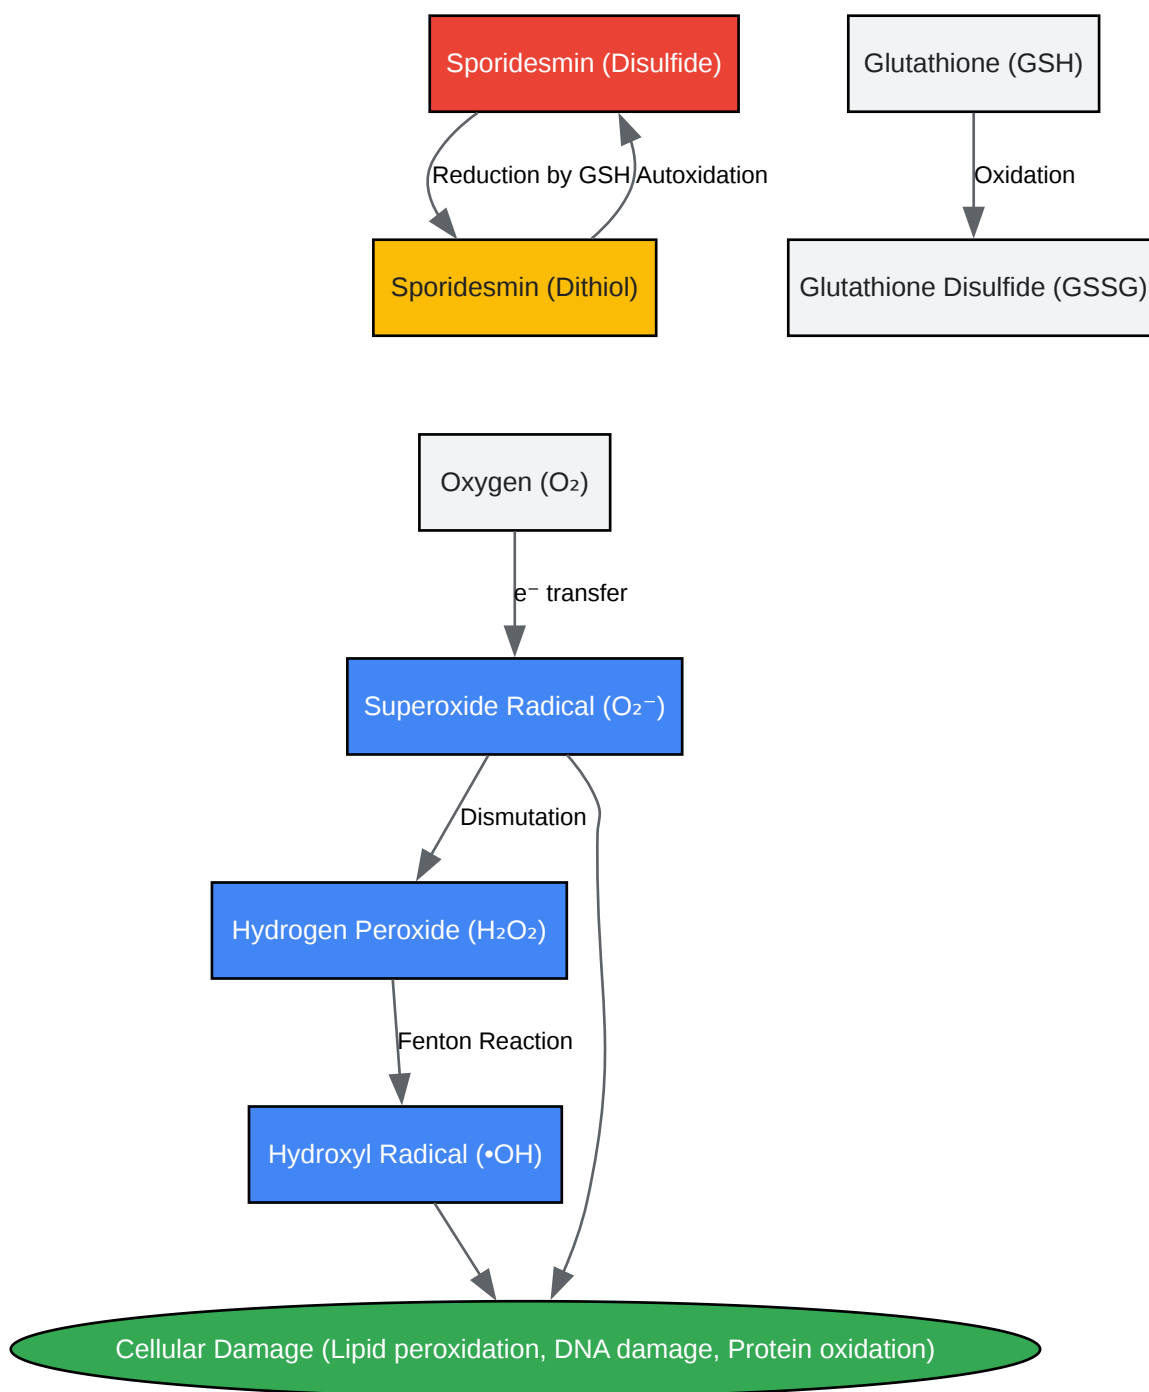 Sporidesmin (Disulfide)
Glutathione (GSH)
Reduction by GSH
Autoxidation
Oxidation
Sporidesmin (Dithiol)
Glutathione Disulfide (GSSG)
Oxygen (O₂)
e⁻ transfer
Superoxide Radical (O₂⁻)
Dismutation
Hydrogen Peroxide (H₂O₂)
Fenton Reaction
Hydroxyl Radical (•OH)
Cellular Damage (Lipid peroxidation, DNA damage, Protein oxidation)